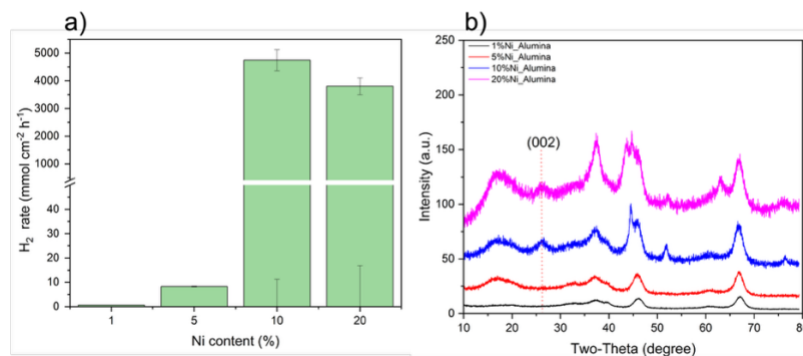 a)
5000
4000
3000
2000
1000
40
30
20
10
0
H2 rate (mmol cm-2 h-1)
1 5 10 20
Ni content (%)
b)
250
200
150
100
50
0
Intensity (a.u.)
1%Ni_Alumina
5%Ni_Alumina
10%Ni_Alumina
20%Ni_Alumina
(002)
10 20 30 40 50 60 70 80
Two-Theta (degree)